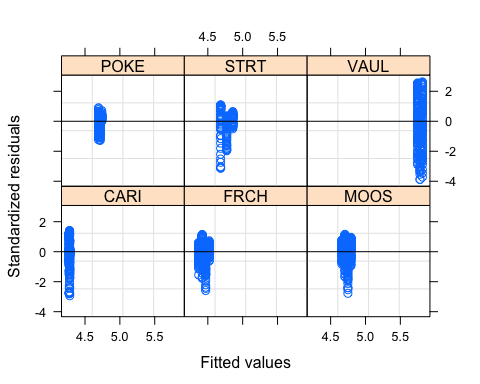 4.5 5.0 5.5
POKE STRT VAUL
2
0
-2
-4
Standardized residuals
CARI FRCH MOOS
2
0
-2
-4
4.5 5.0 5.5 4.5 5.0 5.5
Fitted values